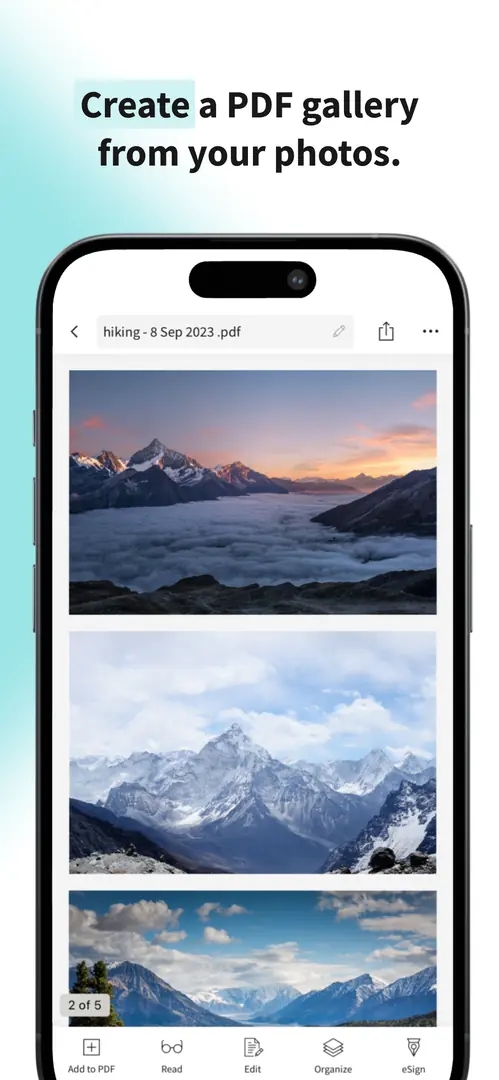 Create a PDF gallery
from your photos.
hiking - 8 Sep 2023 .pdf
2 of 5
Add to PDF
Read
Edit
Organize
eSign